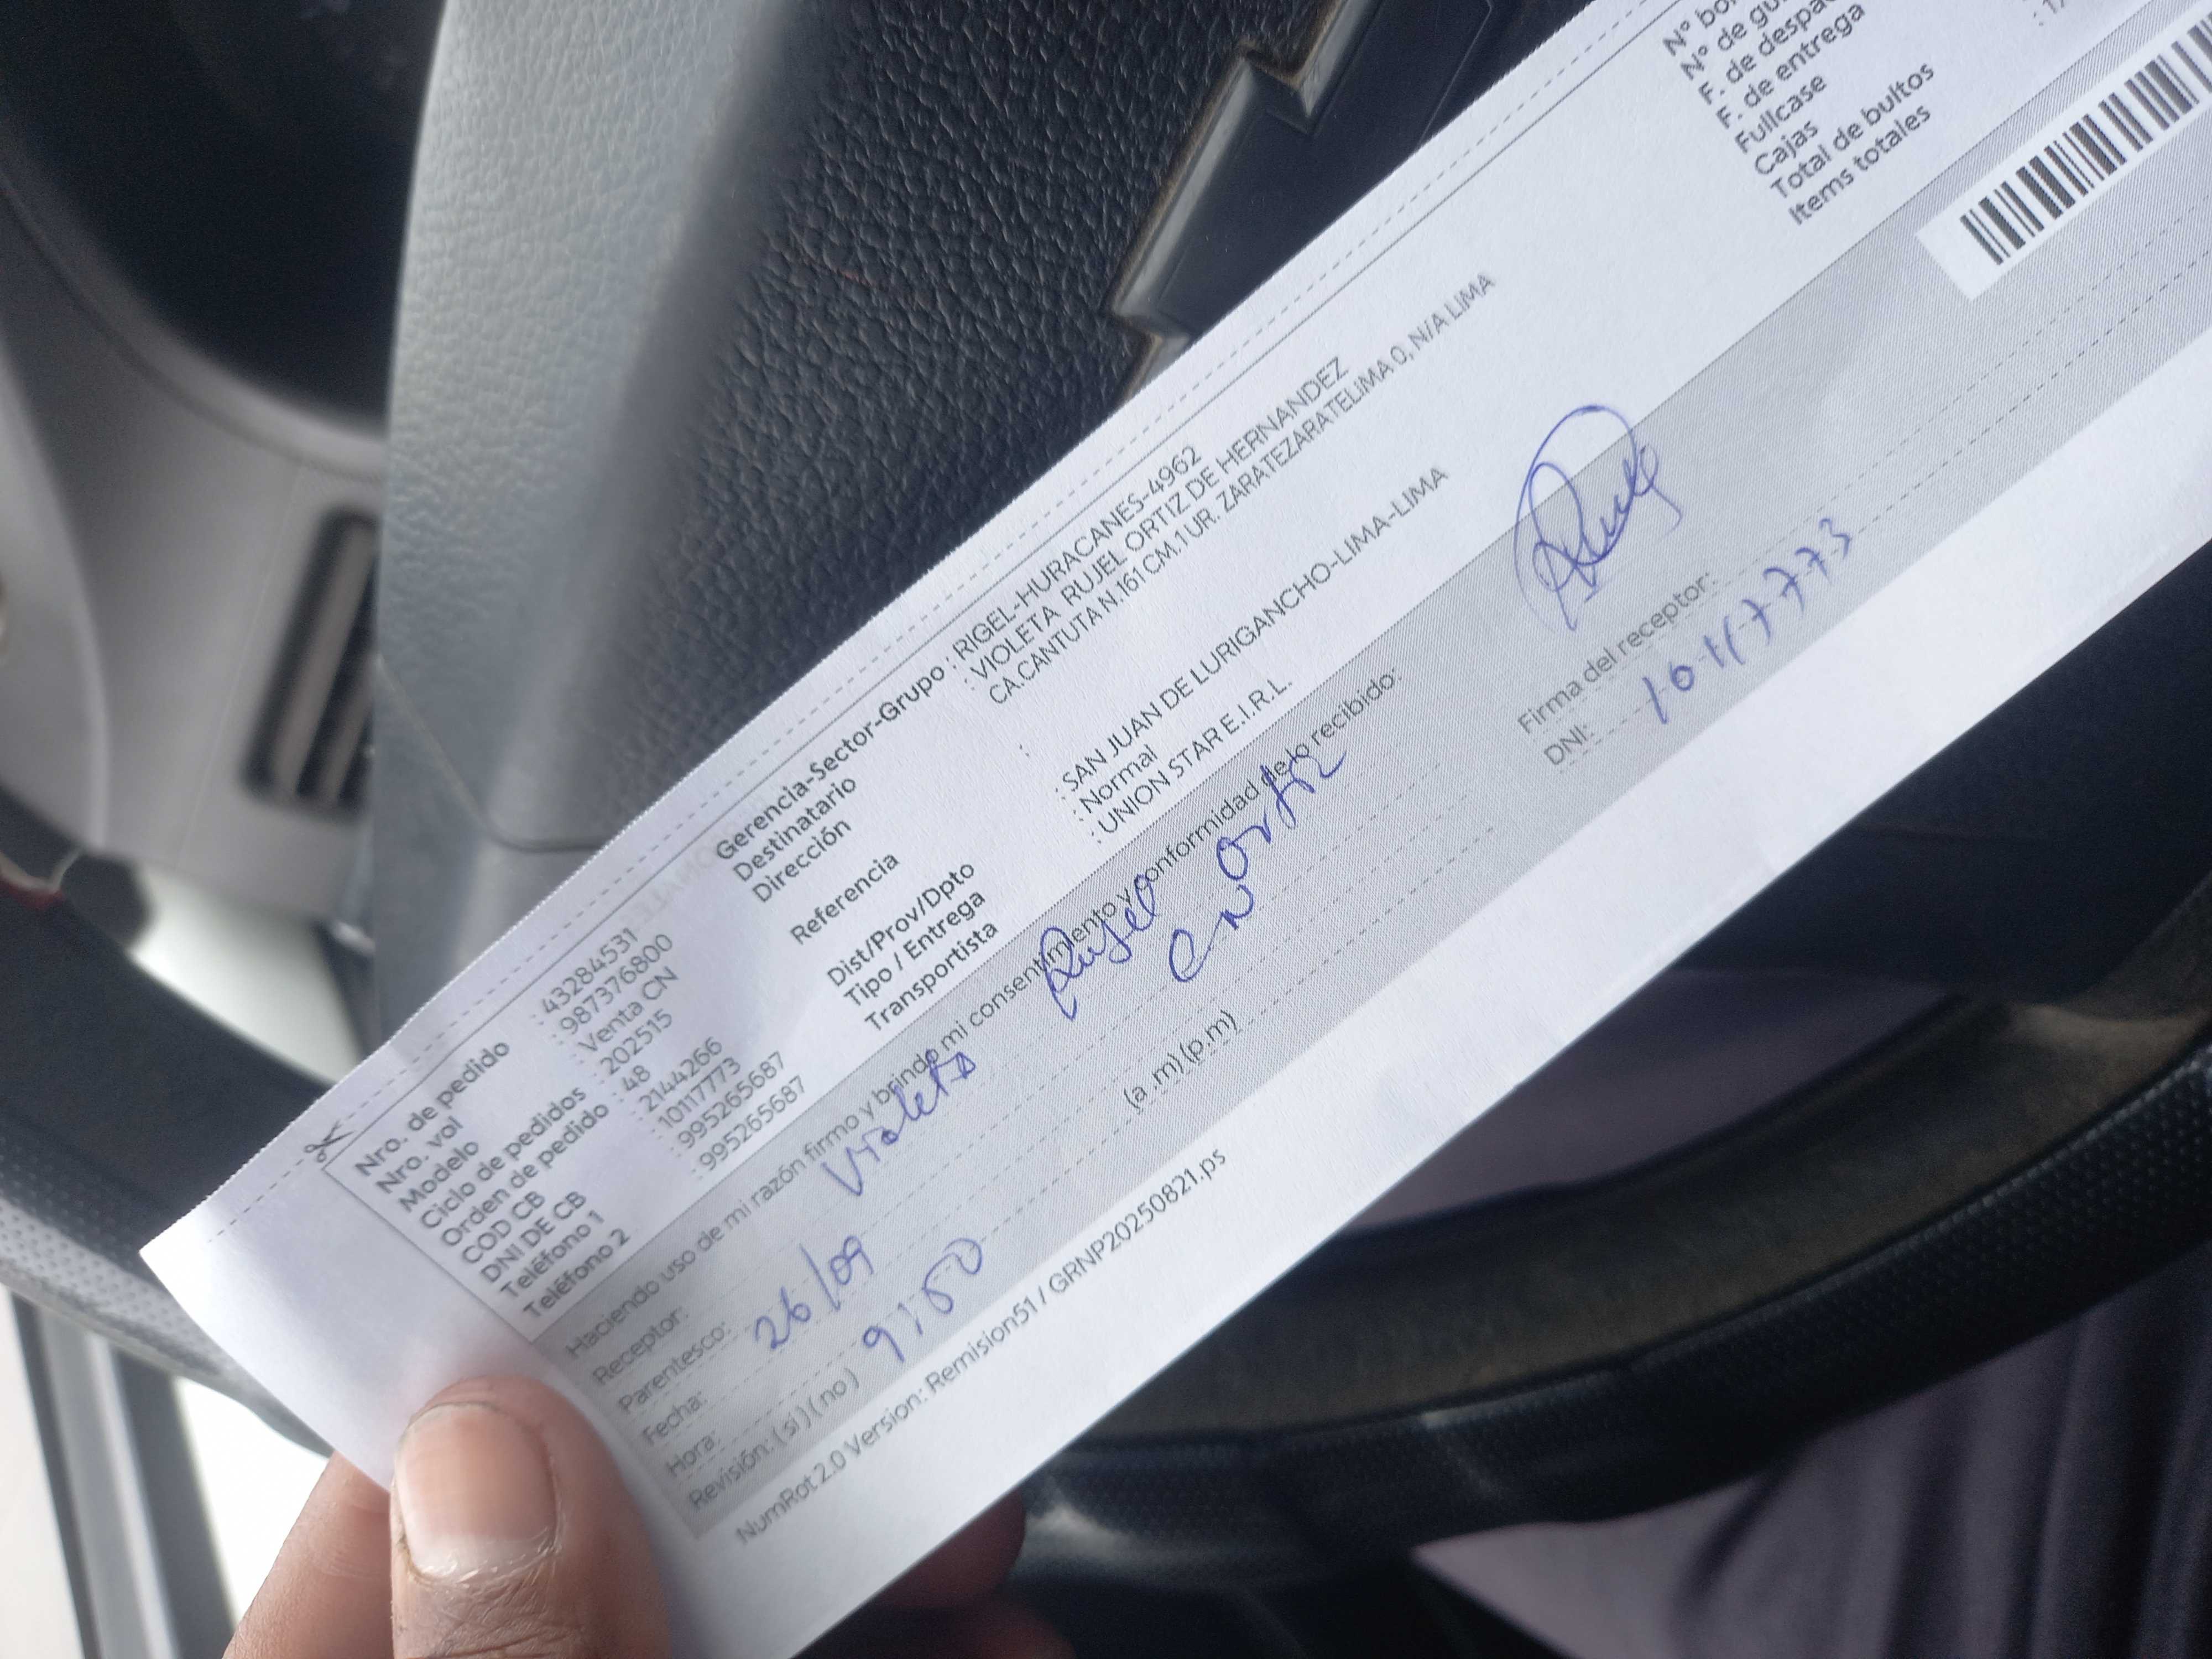 Nro. de pedido : 43284531
Nro. vol : 987376800
Modelo : Venta CN
Ciclo de pedidos : 202515
Orden de pedido : 48
COD CB : 2144266
DNI DE CB : 10117773
Teléfono 1 : 995265687
Teléfono 2 : 995265687
Gerencia-Sector-Grupo : RIGEL-HURACANES-4962
Destinatario : VIOLETA RUJEL ORTIZ DE HERNANDEZ
Dirección CA.CANTUTA N.161 CM.1 UR. ZARATEZARATELIMA 0, N/A LIMA
Referencia :
Dist/Prov/Dpto : SAN JUAN DE LURIGANCHO-LIMA-LIMA
Tipo / Entrega : Normal
Transportista : UNION STAR E.I.R.L.
N° de
F. de
F. de entrega
Fullcase
Cajas
Total de bultos
Items totales
Haciendo uso de mi razón firmo y brindo mi consentimiento y conformidad de lo recibido:
Receptor: Violeta Rujel Ortiz
Parentesco: CN
Fecha: 26/09
Hora: 9:50 (a .m) (p.m)
Revisión: ( si ) ( no )
Firma del receptor:
DNI: 10117773
NumRot 2.0 Version: Remision51 / GRNP20250821.ps